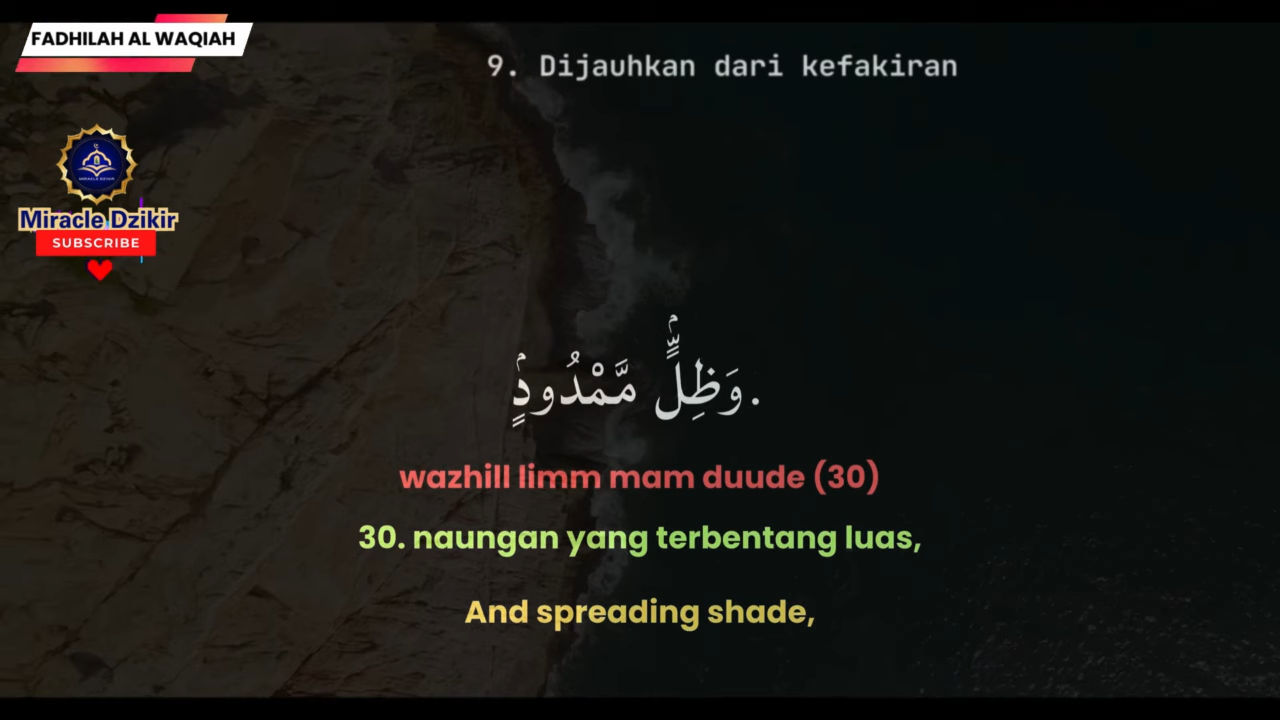 FADHILAH AL WAQIAH
9. Dijauhkan dari kefakiran
Miracle Dzikir
SUBSCRIBE
وَظِلٍّۢ مَّمْدُودٍۢ.
wazhill limm mam duude (30)
30. naungan yang terbentang luas,
And spreading shade,